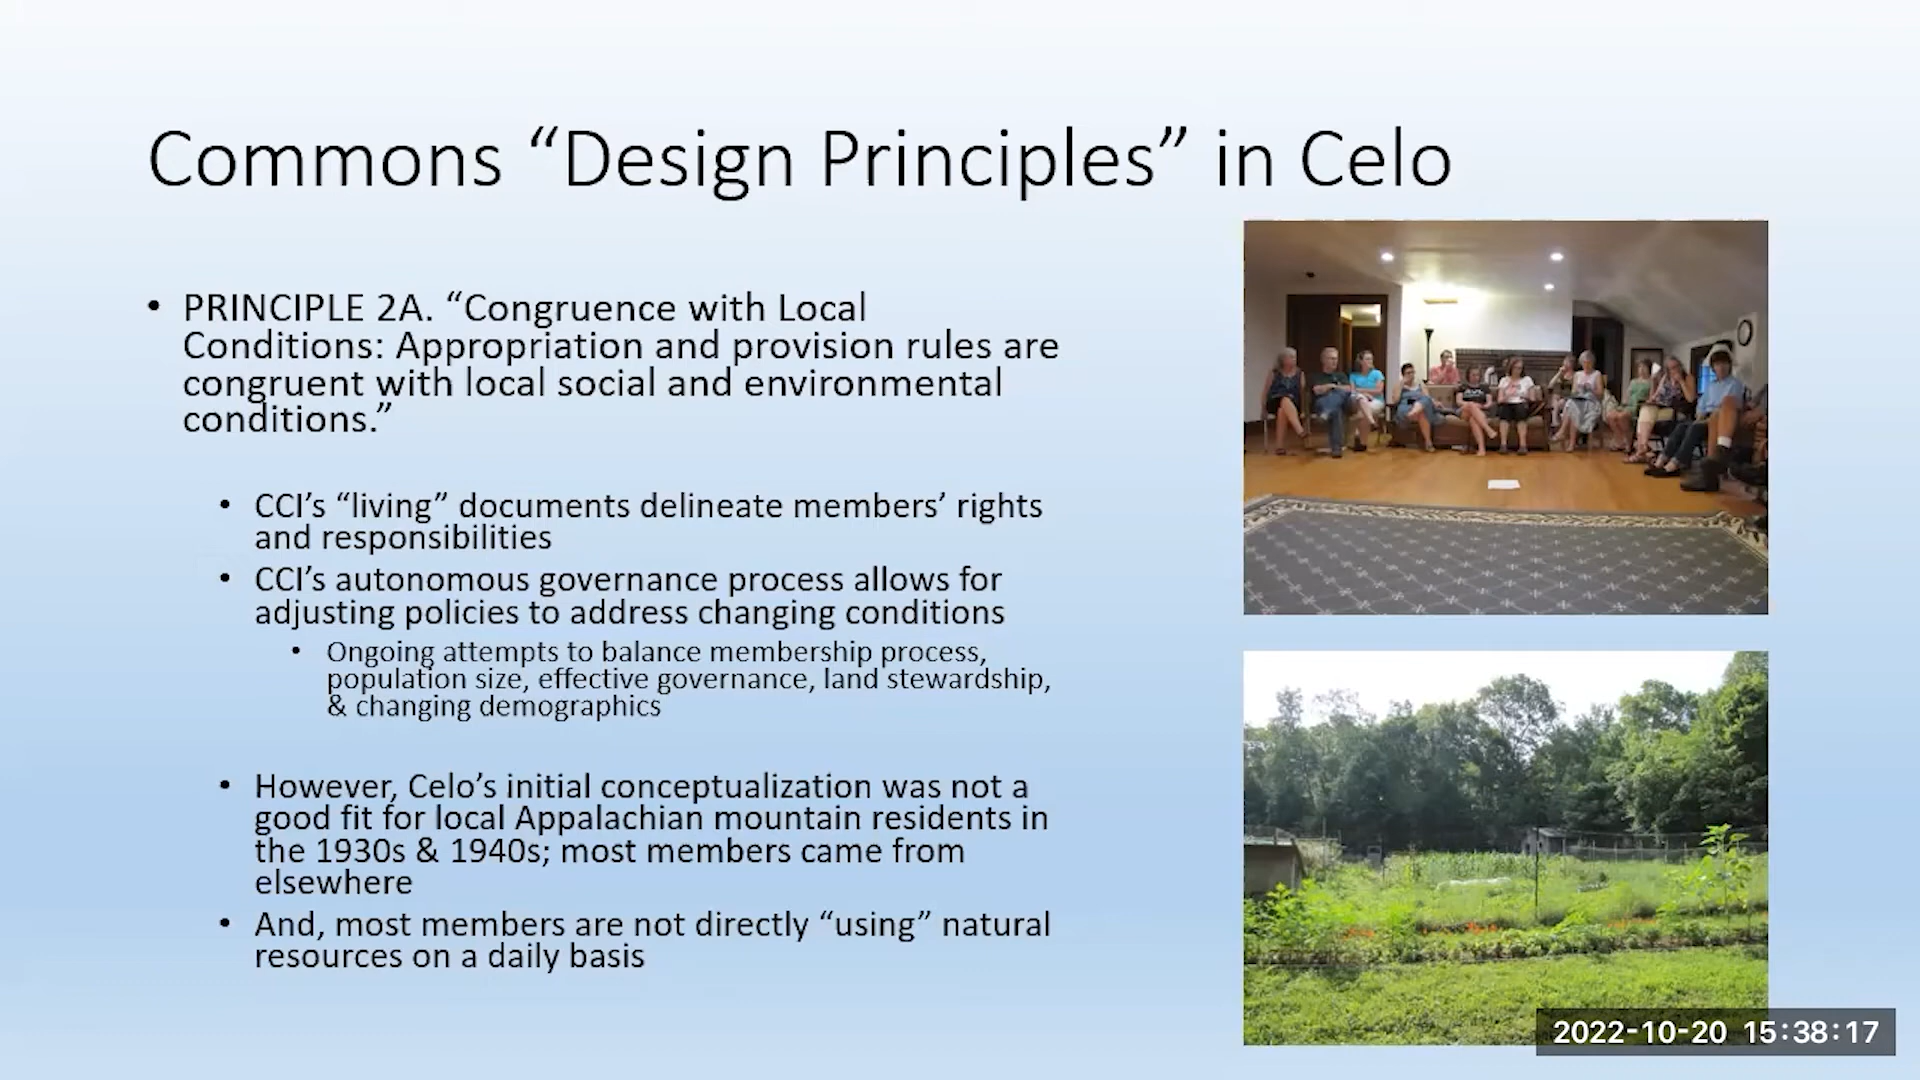 Commons “Design Principles” in Celo
• PRINCIPLE 2A. “Congruence with Local
Conditions: Appropriation and provision rules are
congruent with local social and environmental
conditions.”
• CCI’s “living” documents delineate members’ rights
and responsibilities
• CCI’s autonomous governance process allows for
adjusting policies to address changing conditions
• Ongoing attempts to balance membership process,
population size, effective governance, land stewardship,
& changing demographics
• However, Celo’s initial conceptualization was not a
good fit for local Appalachian mountain residents in
the 1930s & 1940s; most members came from
elsewhere
• And, most members are not directly “using” natural
resources on a daily basis
2022-10-20 15:38:17